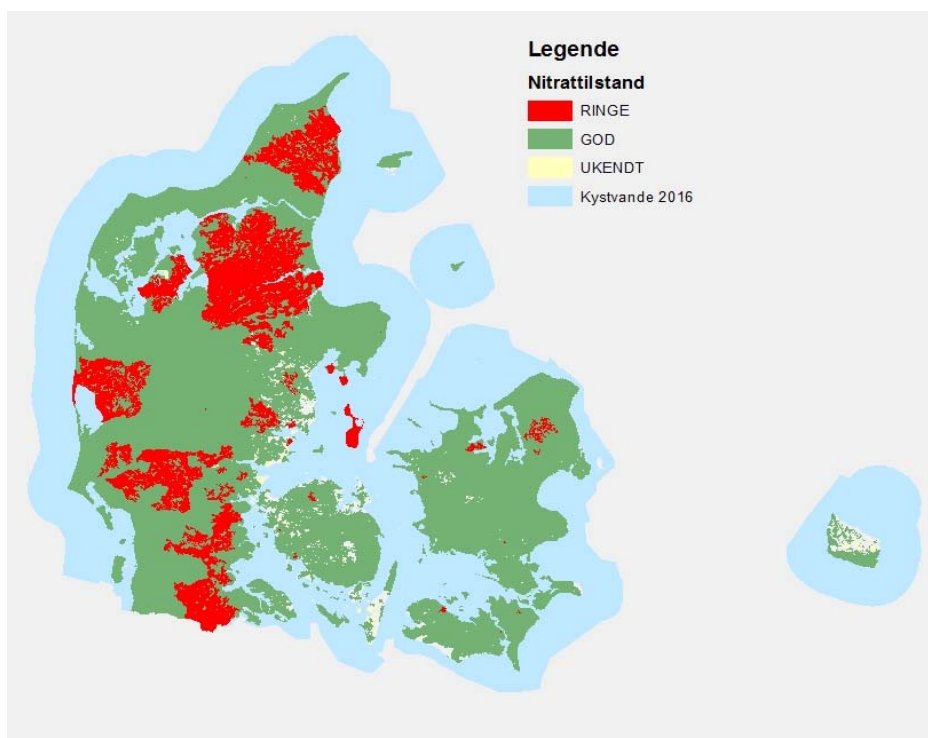 Legende
Nitrattilstand
RINGE
GOD
UKENDT
Kystvande 2016